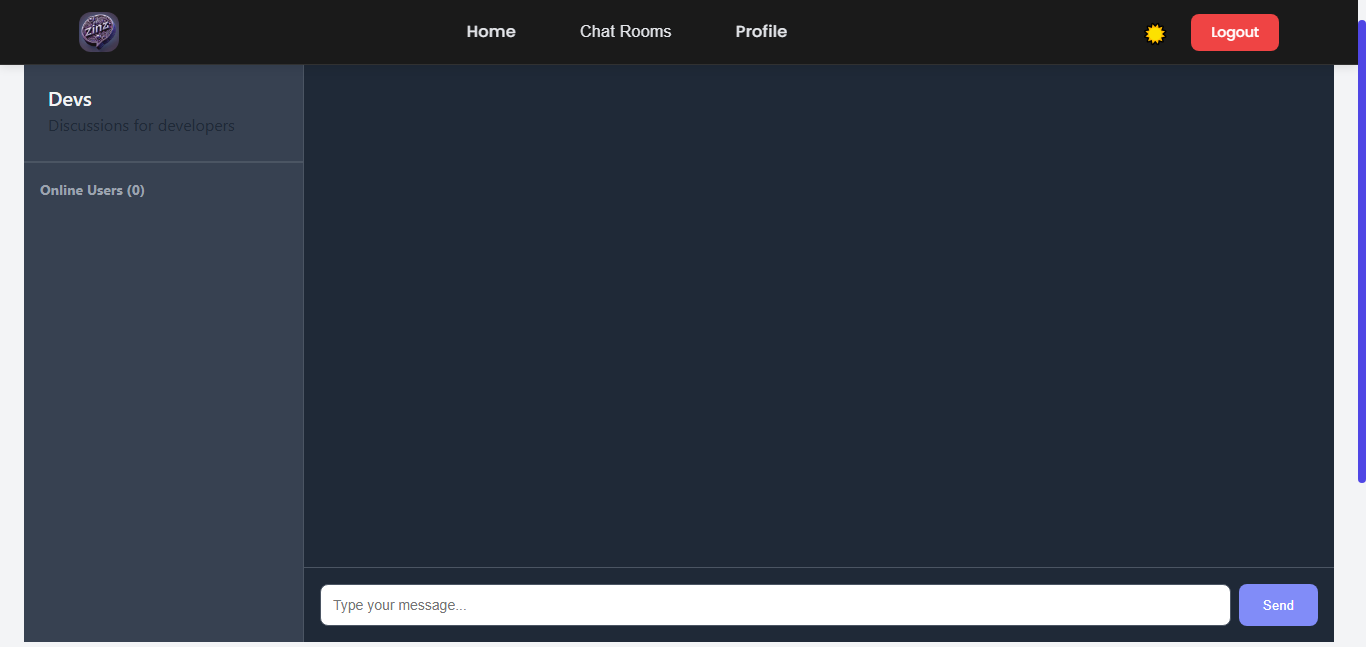 zinz
Home
Chat Rooms
Profile
Logout
Devs
Discussions for developers
Online Users (0)
Type your message...
Send